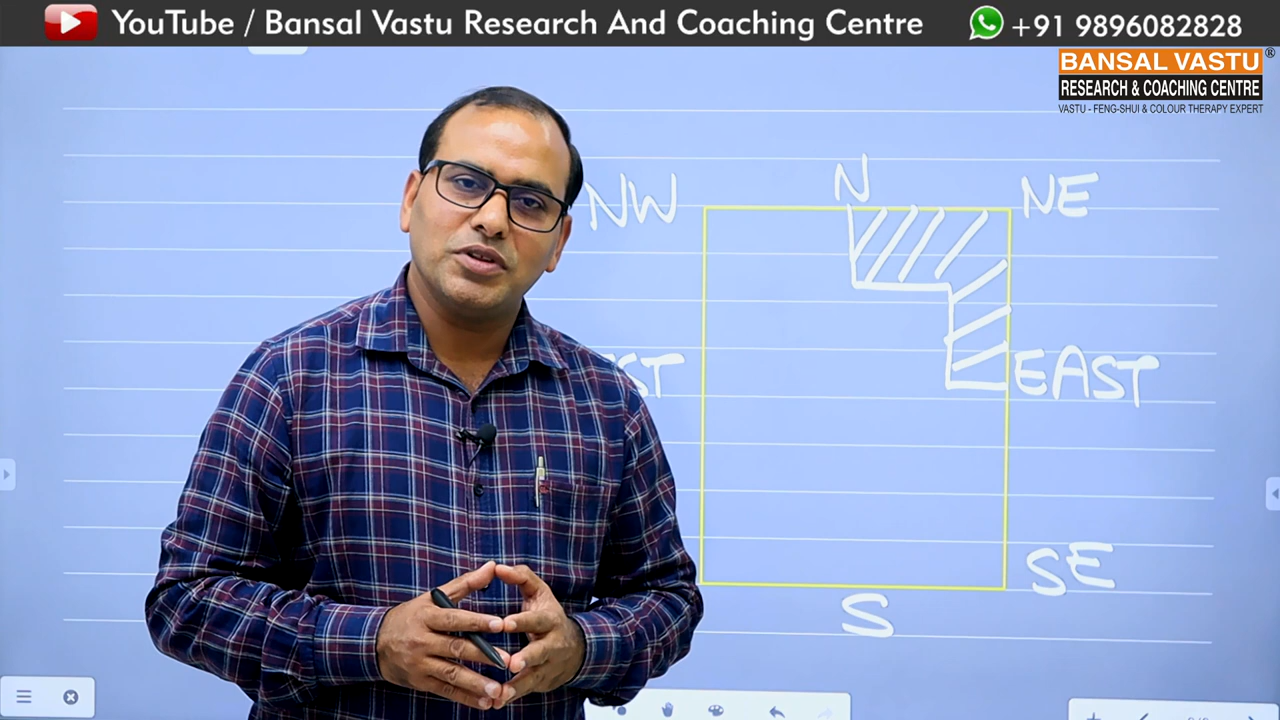 YouTube / Bansal Vastu Research And Coaching Centre +91 9896082828
BANSAL VASTU ®
RESEARCH & COACHING CENTRE
VASTU - FENG-SHUI & COLOUR THERAPY EXPERT
NW N NE
EAST
SE
S